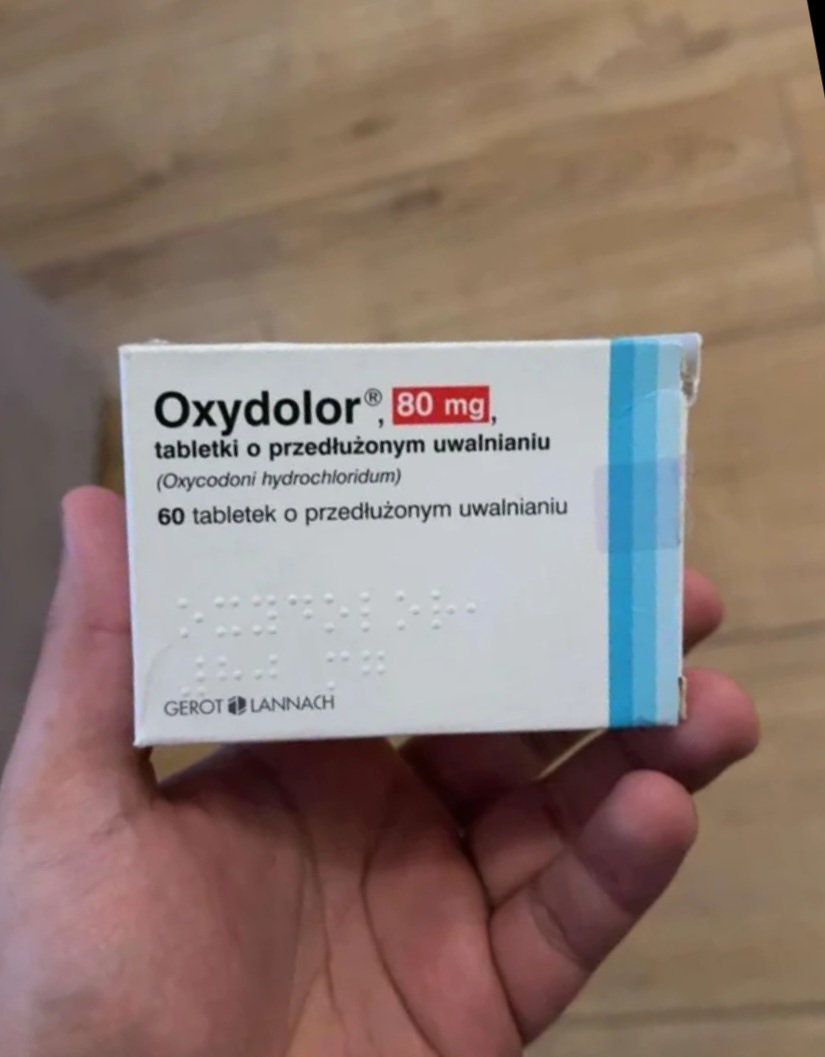 Oxydolor®, 80 mg,
tabletki o przedłużonym uwalnianiu
(Oxycodoni hydrochloridum)
60 tabletek o przedłużonym uwalnianiu
GEROT LANNACH